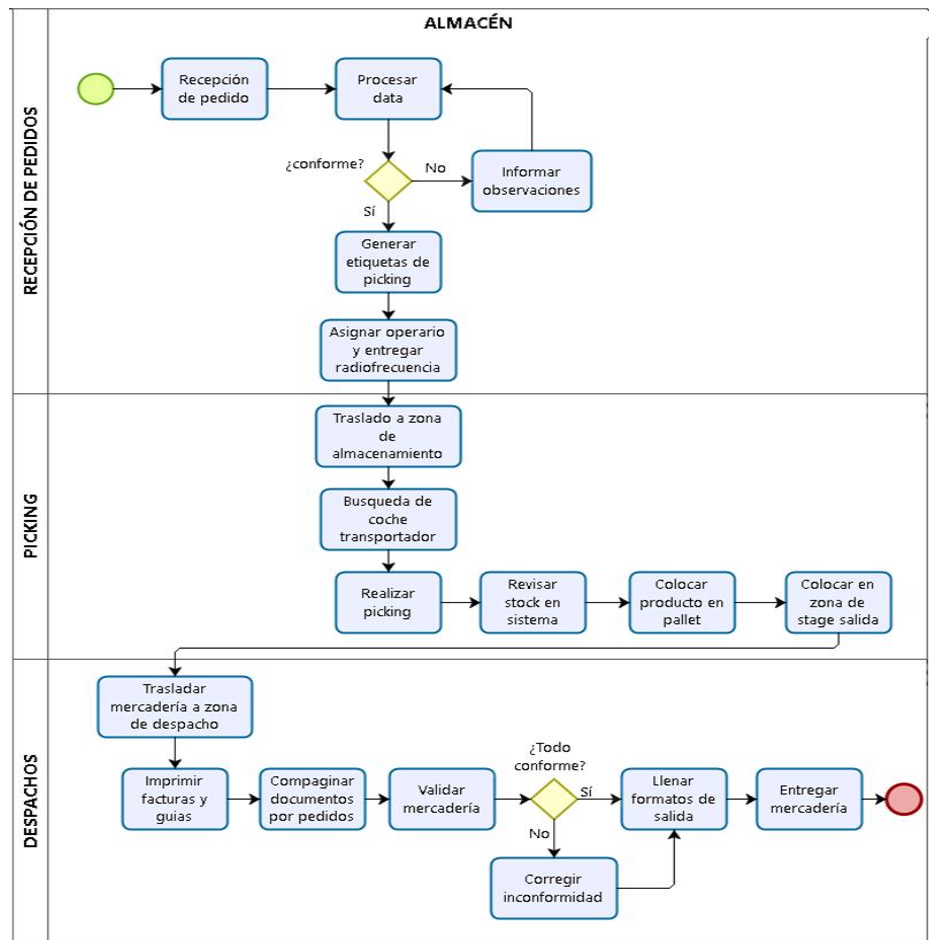 ALMACÉN
RECEPCIÓN DE PEDIDOS
Recepción
de pedido
Procesar
data
¿conforme?
No
Informar
observaciones
Sí
Generar
etiquetas de
picking
Asignar operario
y entregar
radiofrecuencia
PICKING
Traslado a zona
de
almacenamiento
Busqueda de
coche
transportador
Realizar
picking
Revisar
stock en
sistema
Colocar
producto en
pallet
Colocar en
zona de
stage salida
DESPACHOS
Trasladar
mercadería a zona
de despacho
Imprimir
facturas y
guias
Compaginar
documentos
por pedidos
Validar
mercadería
¿Todo
conforme?
Sí
No
Corregir
inconformidad
Llenar
formatos de
salida
Entregar
mercadería